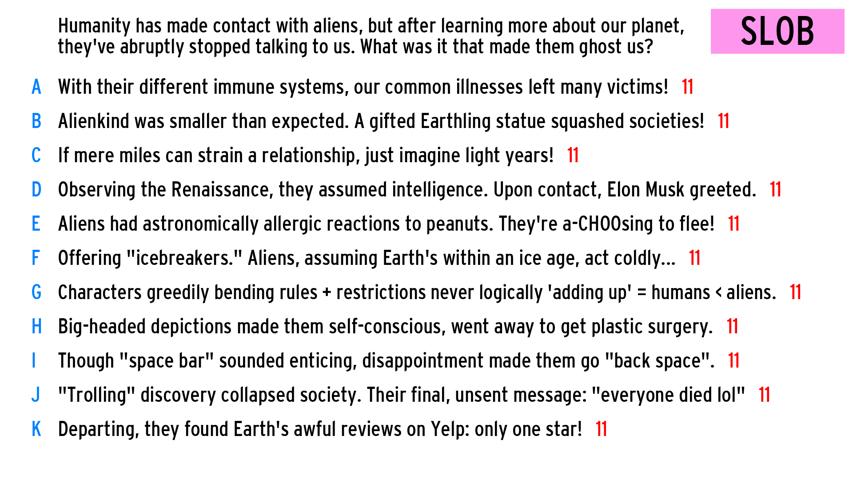 Humanity has made contact with aliens, but after learning more about our planet,
they've abruptly stopped talking to us. What was it that made them ghost us?
SLOB
A With their different immune systems, our common illnesses left many victims! 11
B Alienkind was smaller than expected. A gifted Earthling statue squashed societies! 11
C If mere miles can strain a relationship, just imagine light years! 11
D Observing the Renaissance, they assumed intelligence. Upon contact, Elon Musk greeted. 11
E Aliens had astronomically allergic reactions to peanuts. They're a-CHOOsing to flee! 11
F Offering "icebreakers." Aliens, assuming Earth's within an ice age, act coldly... 11
G Characters greedily bending rules + restrictions never logically 'adding up' = humans < aliens. 11
H Big-headed depictions made them self-conscious, went away to get plastic surgery. 11
I Though "space bar" sounded enticing, disappointment made them go "back space". 11
J "Trolling" discovery collapsed society. Their final, unsent message: "everyone died lol" 11
K Departing, they found Earth's awful reviews on Yelp: only one star! 11